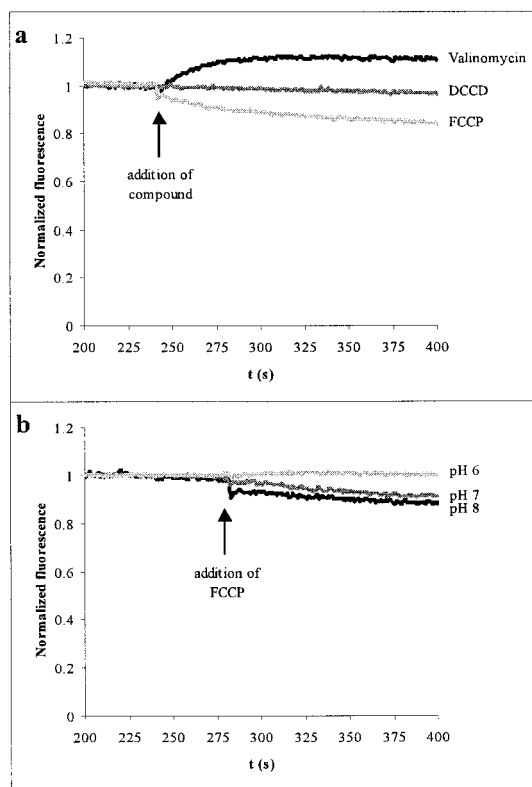 a
1.2
1
0.8
0.6
0.4
0.2
0
Normalized fluorescence
Valinomycin
DCCD
FCCP
addition of
compound
200 225 250 275 300 325 350 375 400
t (s)
b
1.2
1
0.8
0.6
0.4
0.2
0
Normalized fluorescence
pH 6
pH 7
pH 8
addition of
FCCP
200 225 250 275 300 325 350 375 400
t (s)